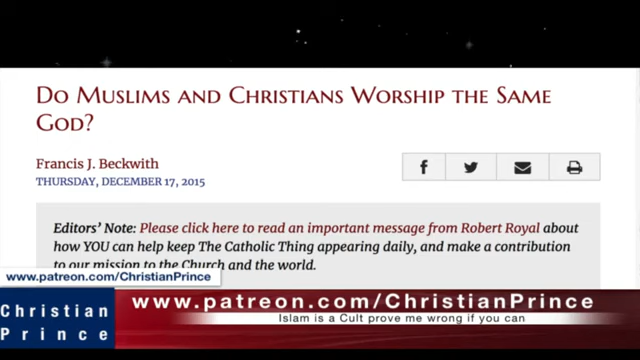 Do Muslims and Christians Worship the Same
God?
Francis J. Beckwith
THURSDAY, DECEMBER 17, 2015
Editors' Note: Please click here to read an important message from Robert Royal about
how YOU can help keep The Catholic Thing appearing daily, and make a contribution
to our mission to the Church and the world.
www.patreon.com/ChristianPrince
www.patreon.com/ChristianPrince
Islam is a Cult prove me wrong if you can
Christian
Prince